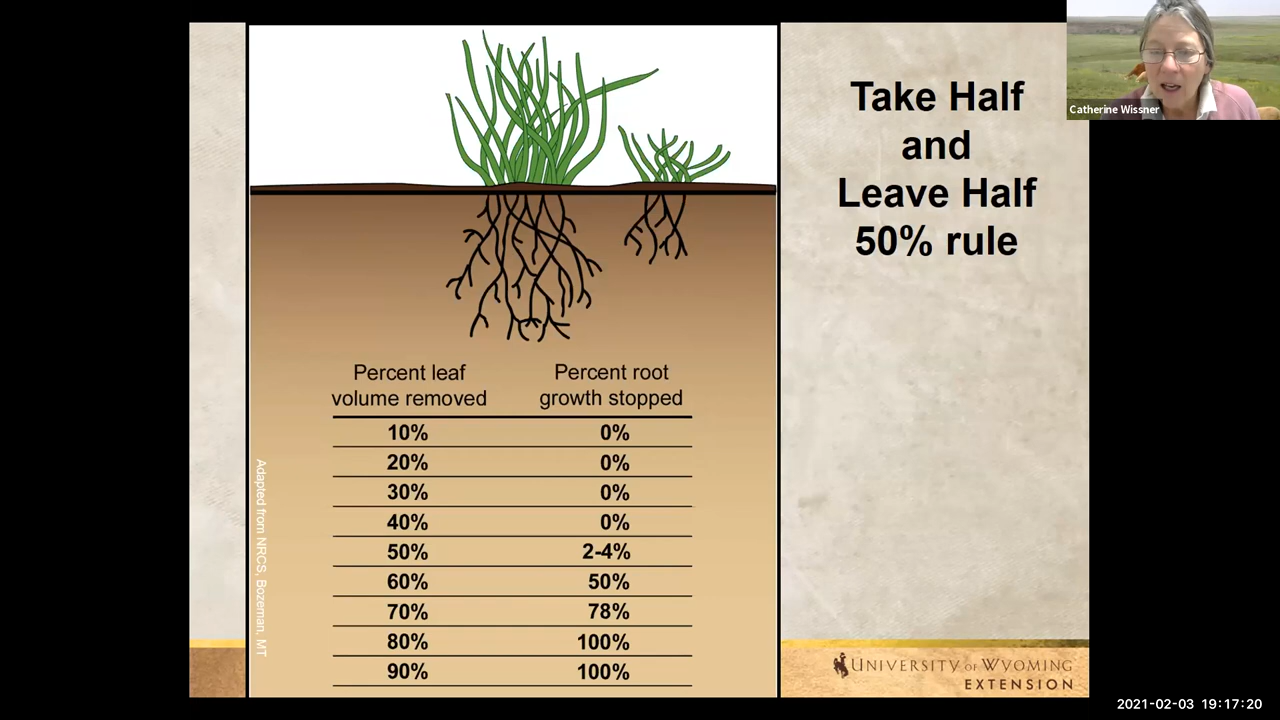 Take Half
and
Leave Half
50% rule
Catherine Wissner
Percent leaf volume removed	Percent root growth stopped
10%	0%
20%	0%
30%	0%
40%	0%
50%	2-4%
60%	50%
70%	78%
80%	100%
90%	100%
Adapted from NRCS, Bozeman, MT
UNIVERSITY OF WYOMING
EXTENSION
2021-02-03 19:17:20